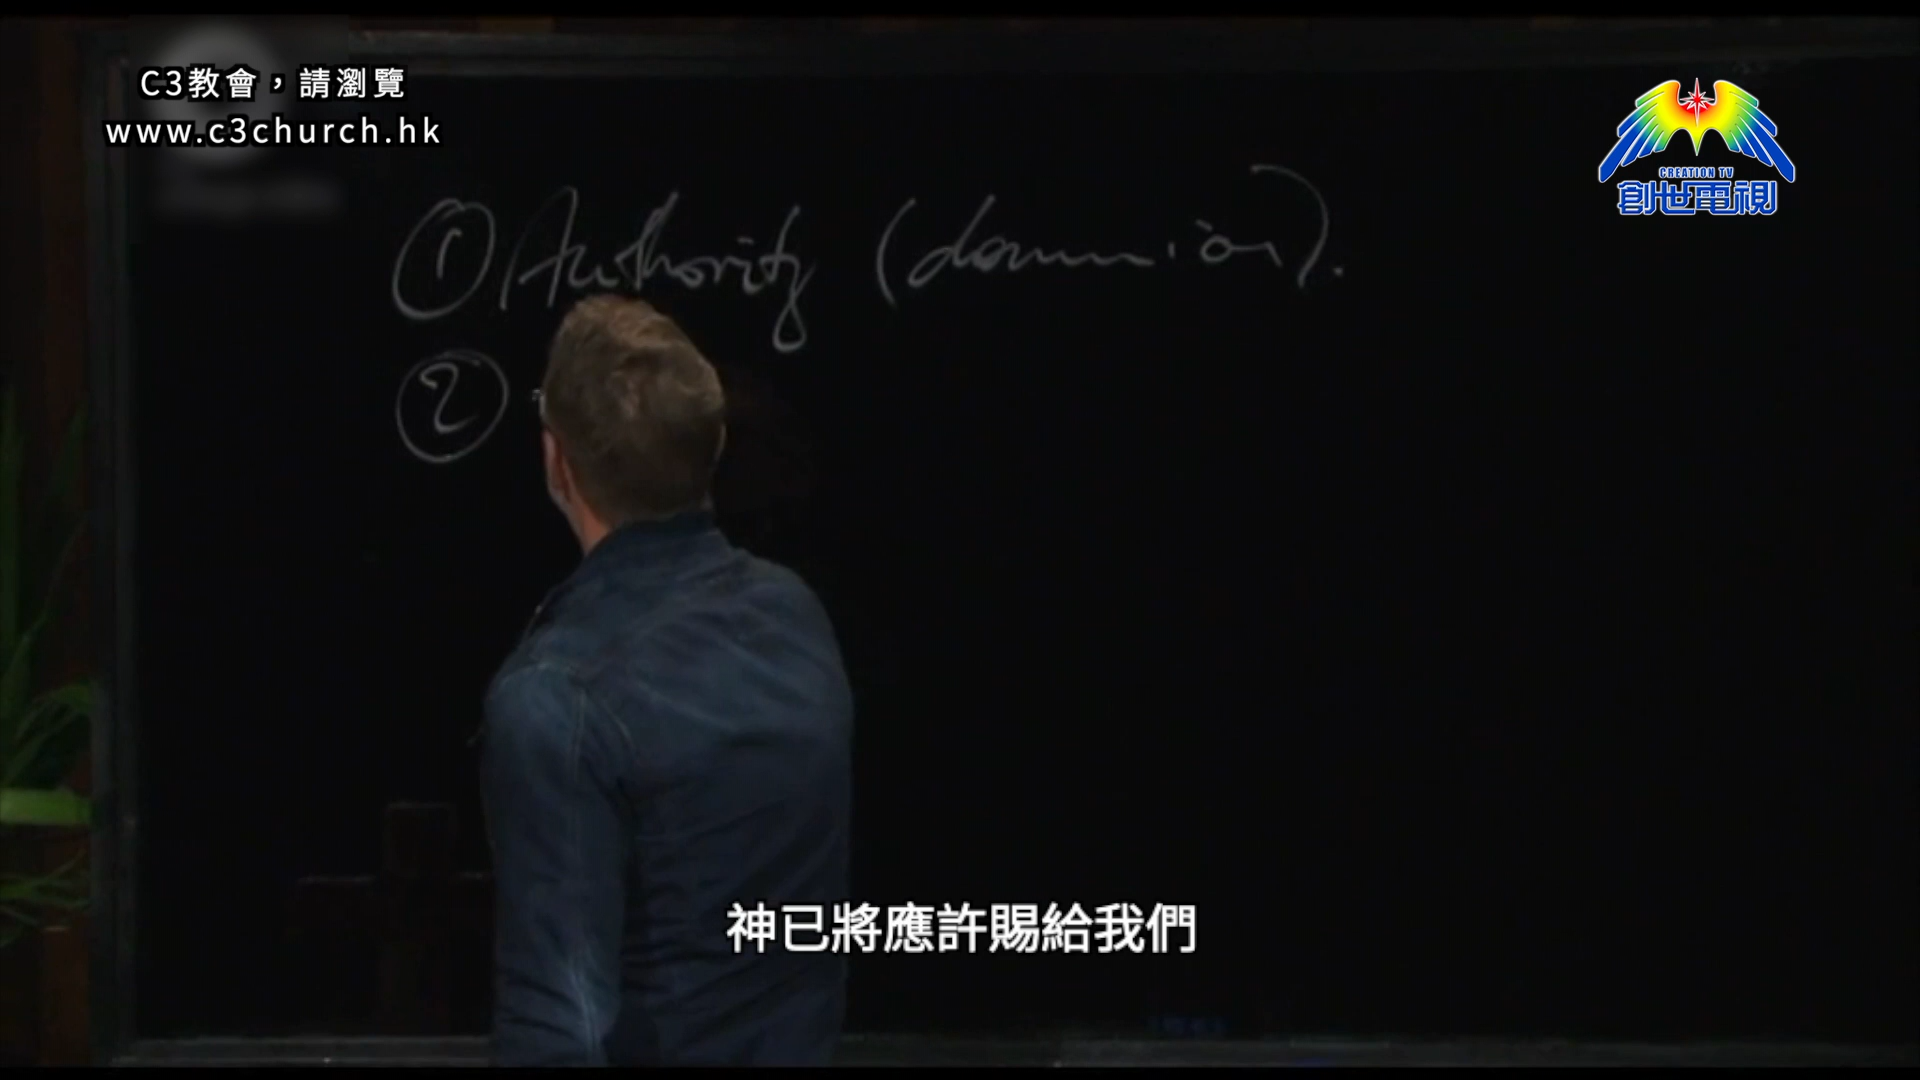 C3教會，請瀏覽
www.c3church.hk
CREATION TV
創世電視
① Authority (dominion).
②
神已將應許賜給我們